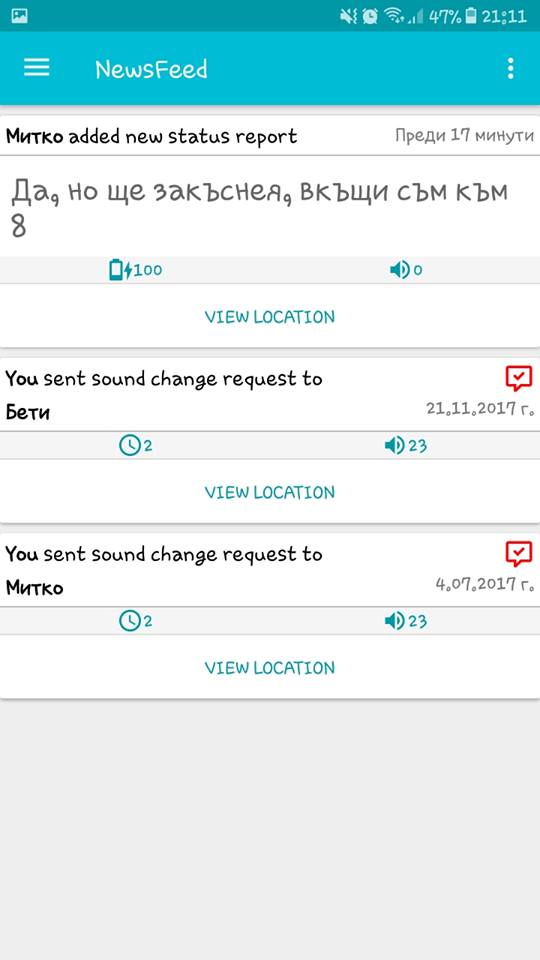 47% 21:11
NewsFeed
Митко added new status report Преди 17 минути
Да, но ще закъснея, вкъщи съм към
8
100 0
VIEW LOCATION
You sent sound change request to
Бети 21.11.2017 г.
2 23
VIEW LOCATION
You sent sound change request to
Митко 4.07.2017 г.
2 23
VIEW LOCATION